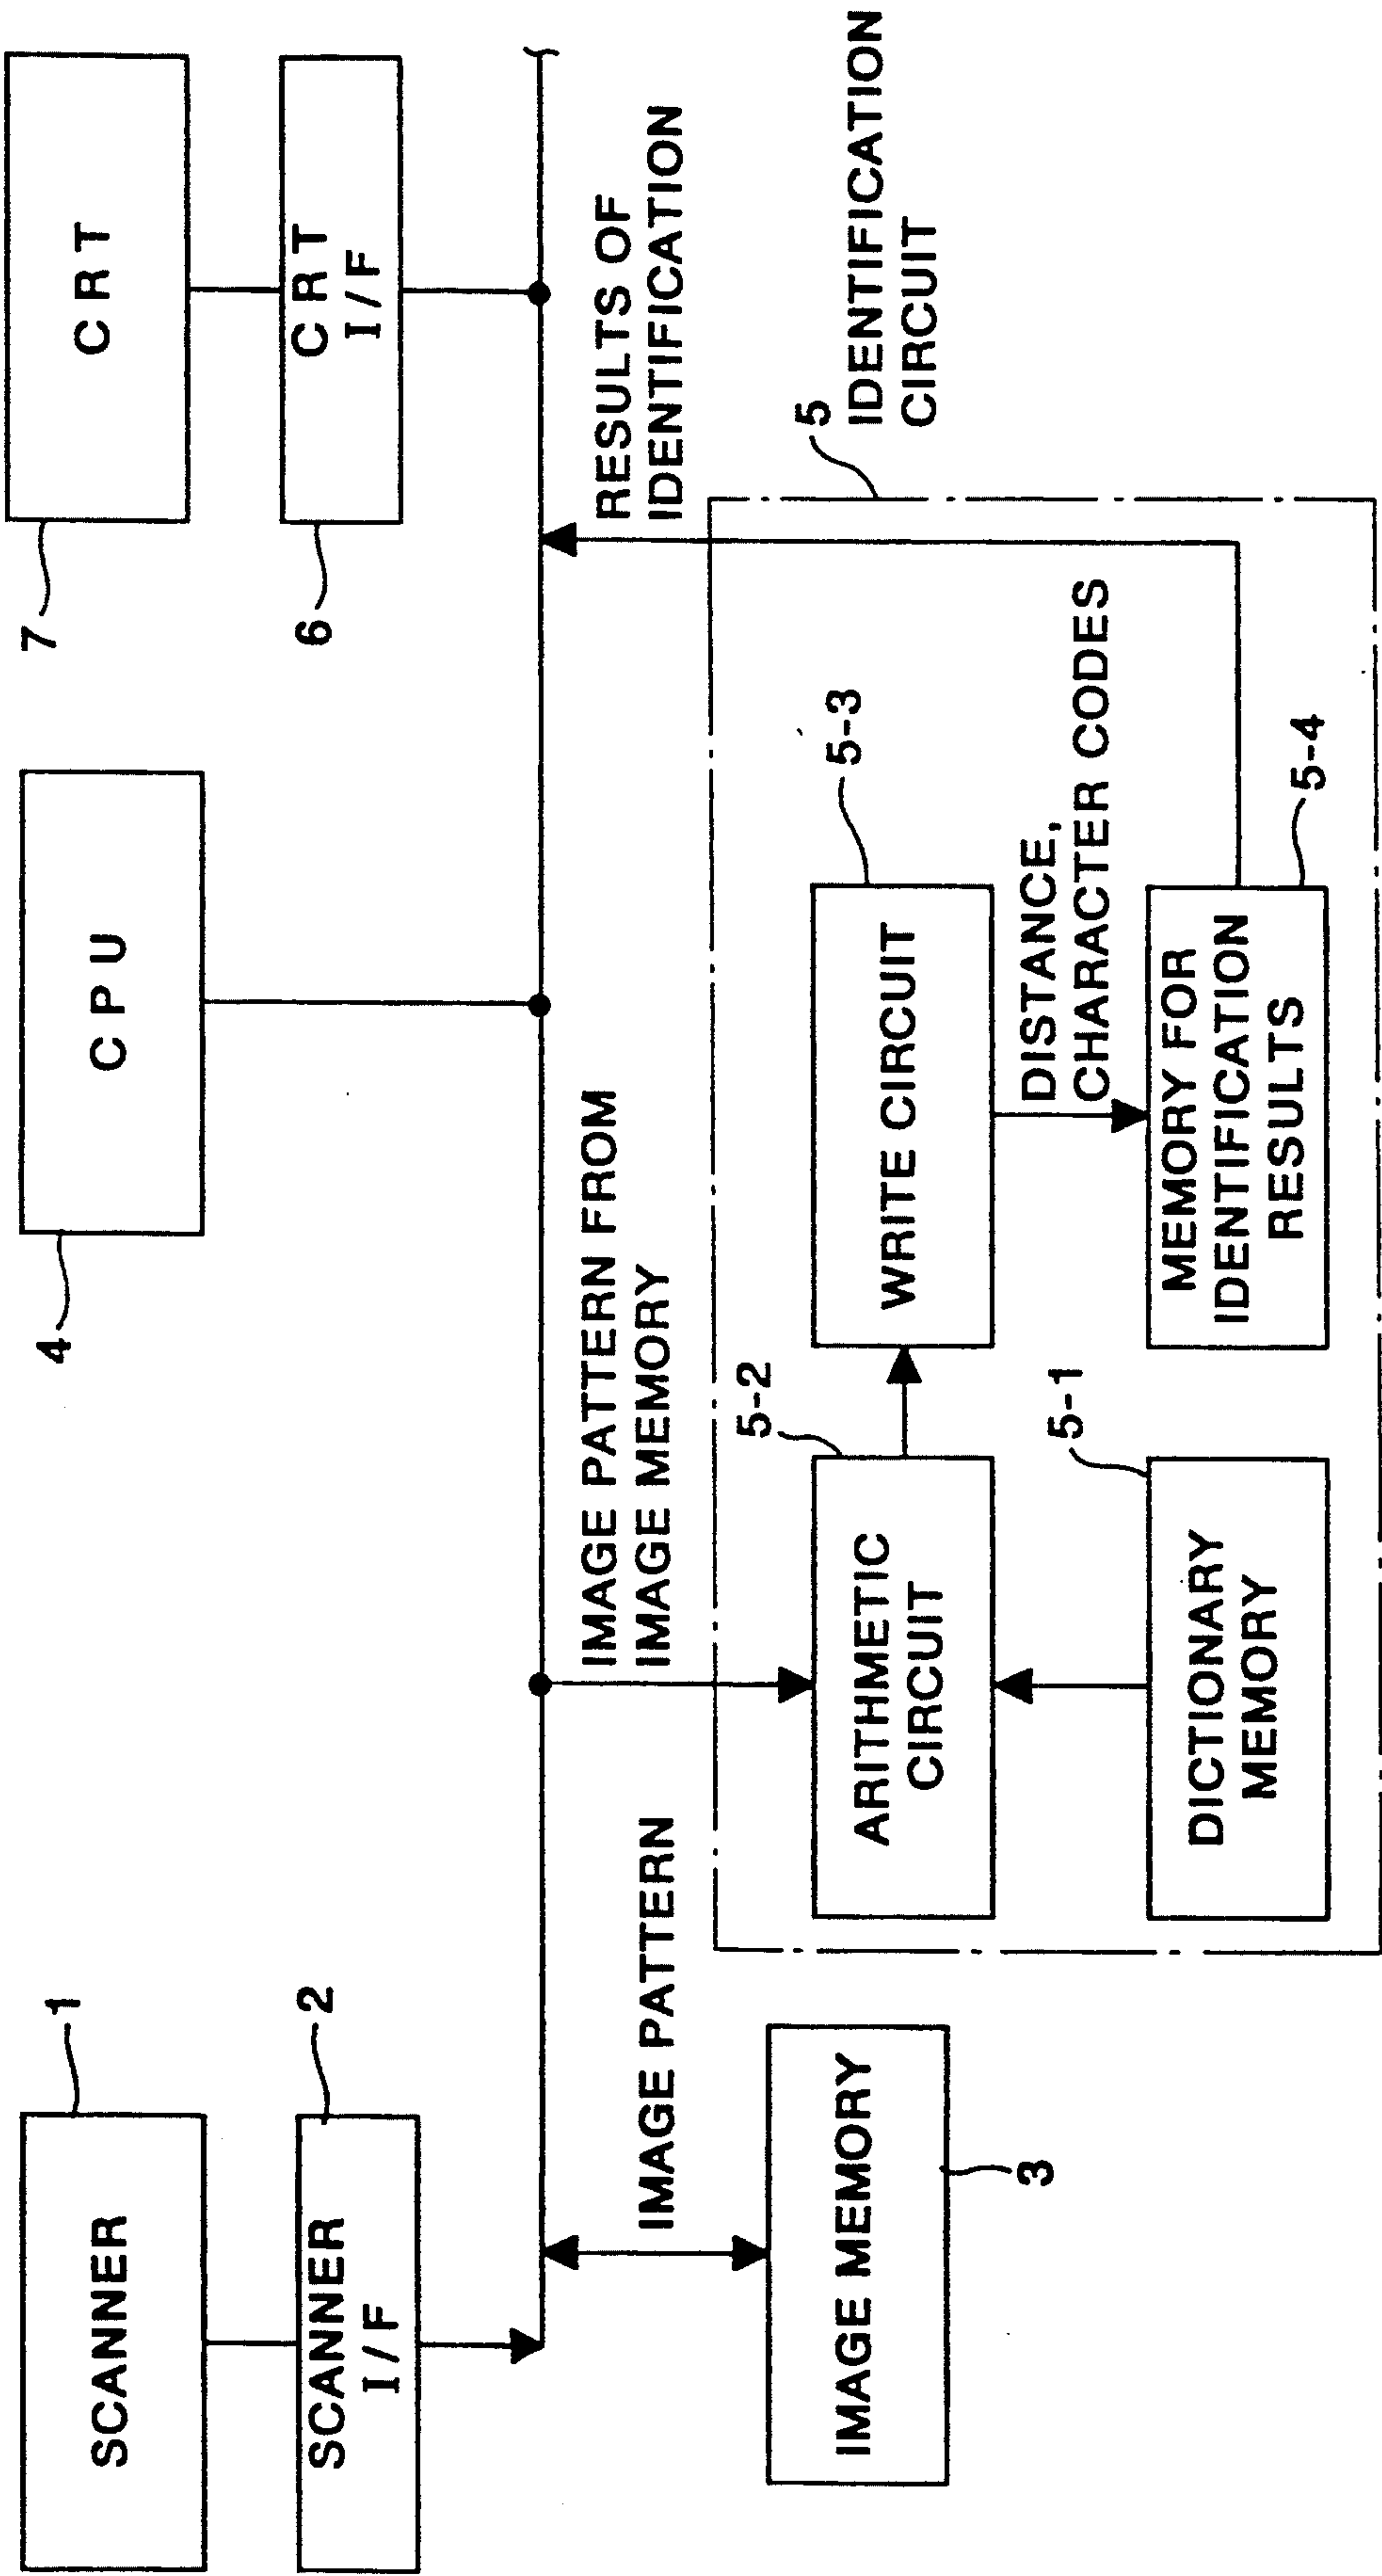 1
SCANNER
2
SCANNER
I/F
4
CPU
7
CRT
6
CRT
I/F
IMAGE PATTERN
IMAGE MEMORY
3
IMAGE PATTERN FROM
IMAGE MEMORY
RESULTS OF
IDENTIFICATION
5
IDENTIFICATION
CIRCUIT
5-2
ARITHMETIC
CIRCUIT
5-3
WRITE CIRCUIT
5-1
DICTIONARY
MEMORY
DISTANCE,
CHARACTER CODES
5-4
MEMORY FOR
IDENTIFICATION
RESULTS